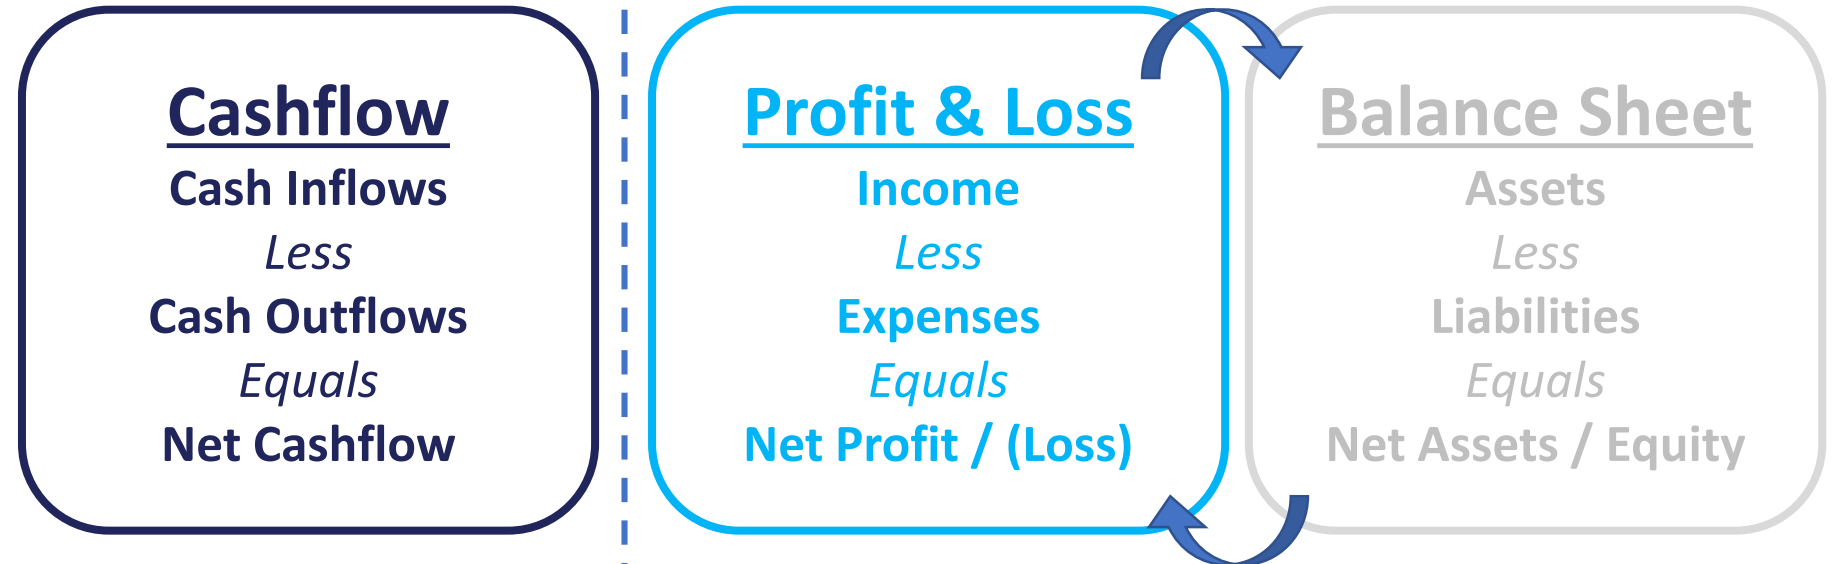 Cashflow
Cash Inflows
Less
Cash Outflows
Equals
Net Cashflow
Profit & Loss
Income
Less
Expenses
Equals
Net Profit / (Loss)
Balance Sheet
Assets
Less
Liabilities
Equals
Net Assets / Equity